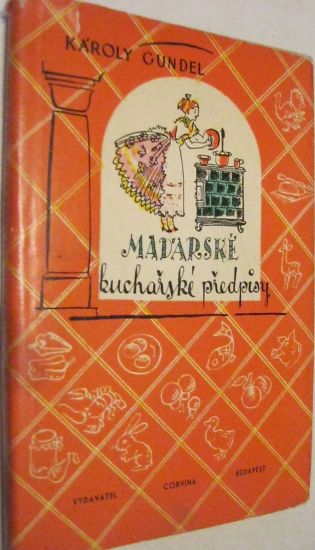 KÁROLY GUNDEL
MAĎARSKÉ
kuchařské předpisy
VYDAVATEL CORVINA BUDAPEST